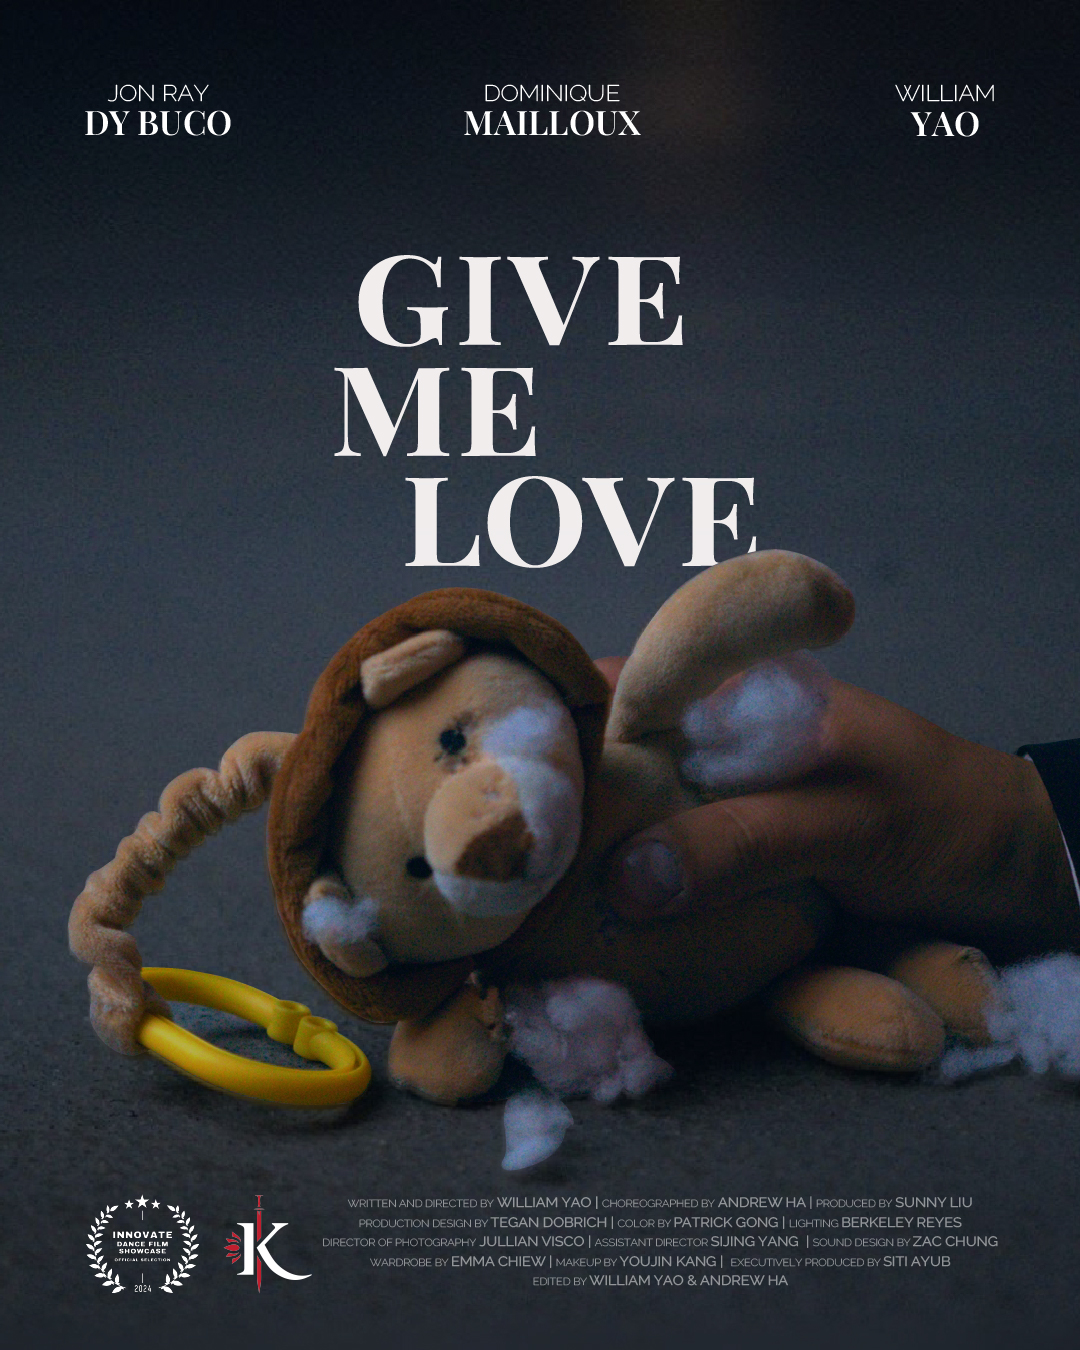 JON RAY
DY BUCO
DOMINIQUE
MAILLOUX
WILLIAM
YAO
GIVE
ME
LOVE
INNOVATE
DANCE FILM
SHOWCASE
OFFICIAL SELECTION
2024
K
WRITTEN AND DIRECTED BY WILLIAM YAO | CHOREOGRAPHED BY ANDREW HA | PRODUCED BY SUNNY LIU
PRODUCTION DESIGN BY TEGAN DOBRICH | COLOR BY PATRICK GONG | LIGHTING BERKELEY REYES
DIRECTOR OF PHOTOGRAPHY JULLIAN VISCO | ASSISTANT DIRECTOR SIJING YANG | SOUND DESIGN BY ZAC CHUNG
WARDROBE BY EMMA CHIEW | MAKEUP BY YOUJIN KANG | EXECUTIVELY PRODUCED BY SITI AYUB
EDITED BY WILLIAM YAO & ANDREW HA